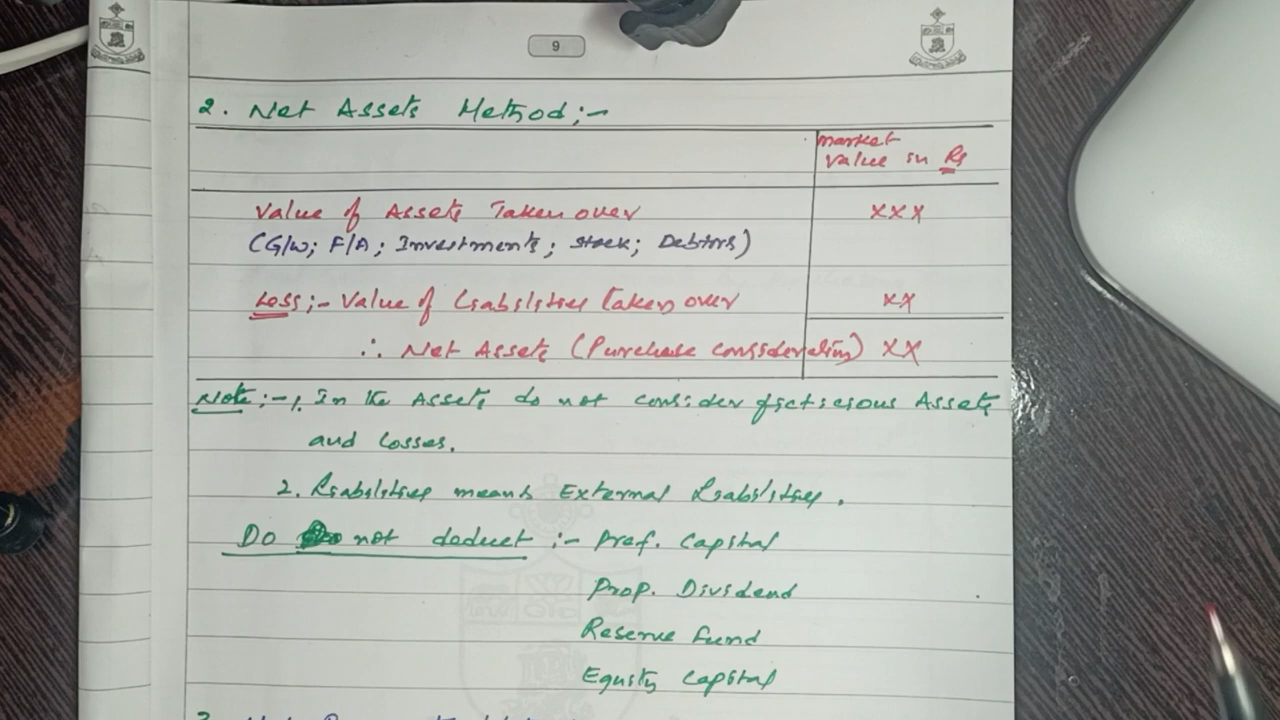 9
2. Net Assets Method :-
market
value in Rs
Value of Assets Taken over xxx
(G/w; F/A; Investments; Stock; Debtors)
Less :- Value of Liabilities taken over xx
∴ Net Assets (Purchase consideration) xx
Note :- 1. In the Assets do not consider ficticious Assets
and losses.
2. Liabilities means External Liabilities.
Do not deduct :- Pref. Capital
Prop. Dividend
Reserve fund
Equity Capital